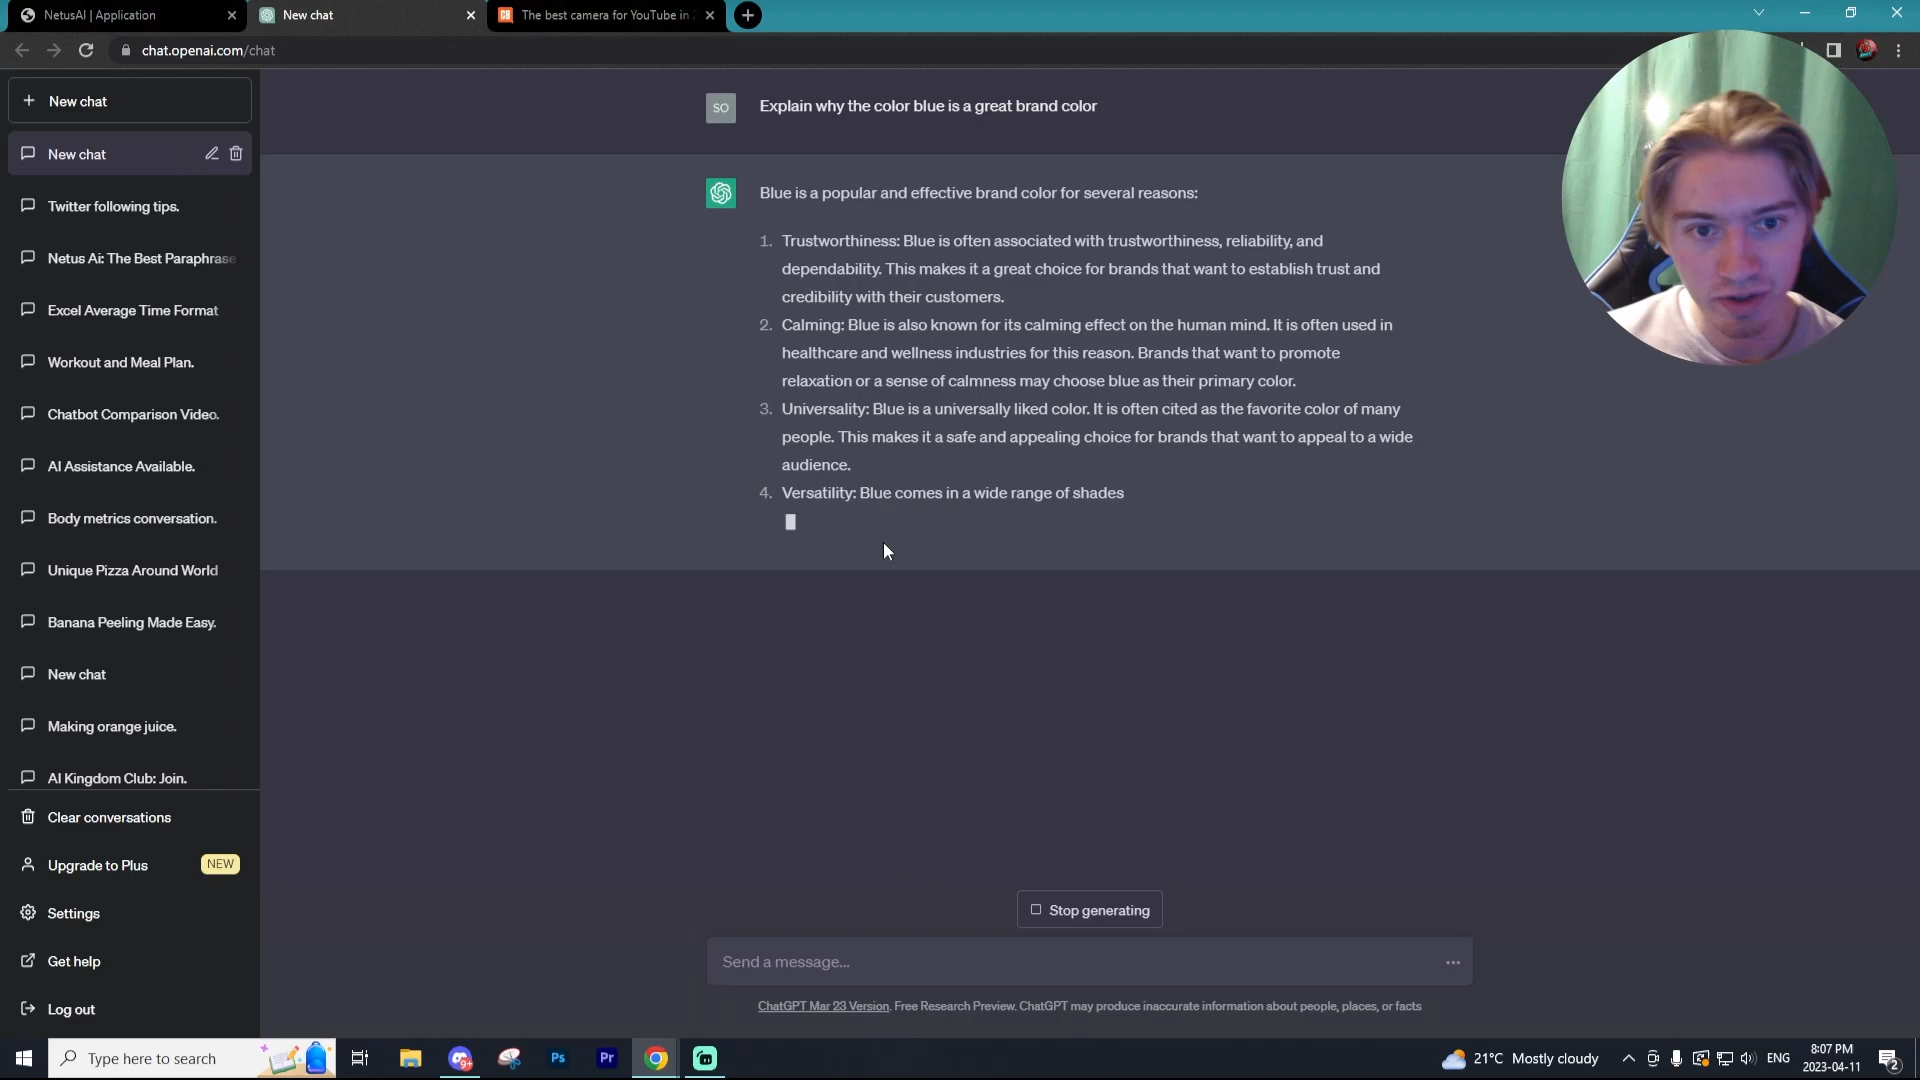 NetusAI | Application
New chat
The best camera for YouTube in
chat.openai.com/chat
New chat
New chat
Twitter following tips.
Netus Ai: The Best Paraphrase
Excel Average Time Format
Workout and Meal Plan.
Chatbot Comparison Video.
AI Assistance Available.
Body metrics conversation.
Unique Pizza Around World
Banana Peeling Made Easy.
New chat
Making orange juice.
AI Kingdom Club: Join.
Clear conversations
Upgrade to Plus NEW
Settings
Get help
Log out
SO Explain why the color blue is a great brand color
Blue is a popular and effective brand color for several reasons:
1. Trustworthiness: Blue is often associated with trustworthiness, reliability, and
dependability. This makes it a great choice for brands that want to establish trust and
credibility with their customers.
2. Calming: Blue is also known for its calming effect on the human mind. It is often used in
healthcare and wellness industries for this reason. Brands that want to promote
relaxation or a sense of calmness may choose blue as their primary color.
3. Universality: Blue is a universally liked color. It is often cited as the favorite color of many
people. This makes it a safe and appealing choice for brands that want to appeal to a wide
audience.
4. Versatility: Blue comes in a wide range of shades
Stop generating
Send a message...
ChatGPT Mar 23 Version. Free Research Preview. ChatGPT may produce inaccurate information about people, places, or facts
Type here to search
9+
Ps
Pr
21°C Mostly cloudy
ENG
8:07 PM
2023-04-11
2